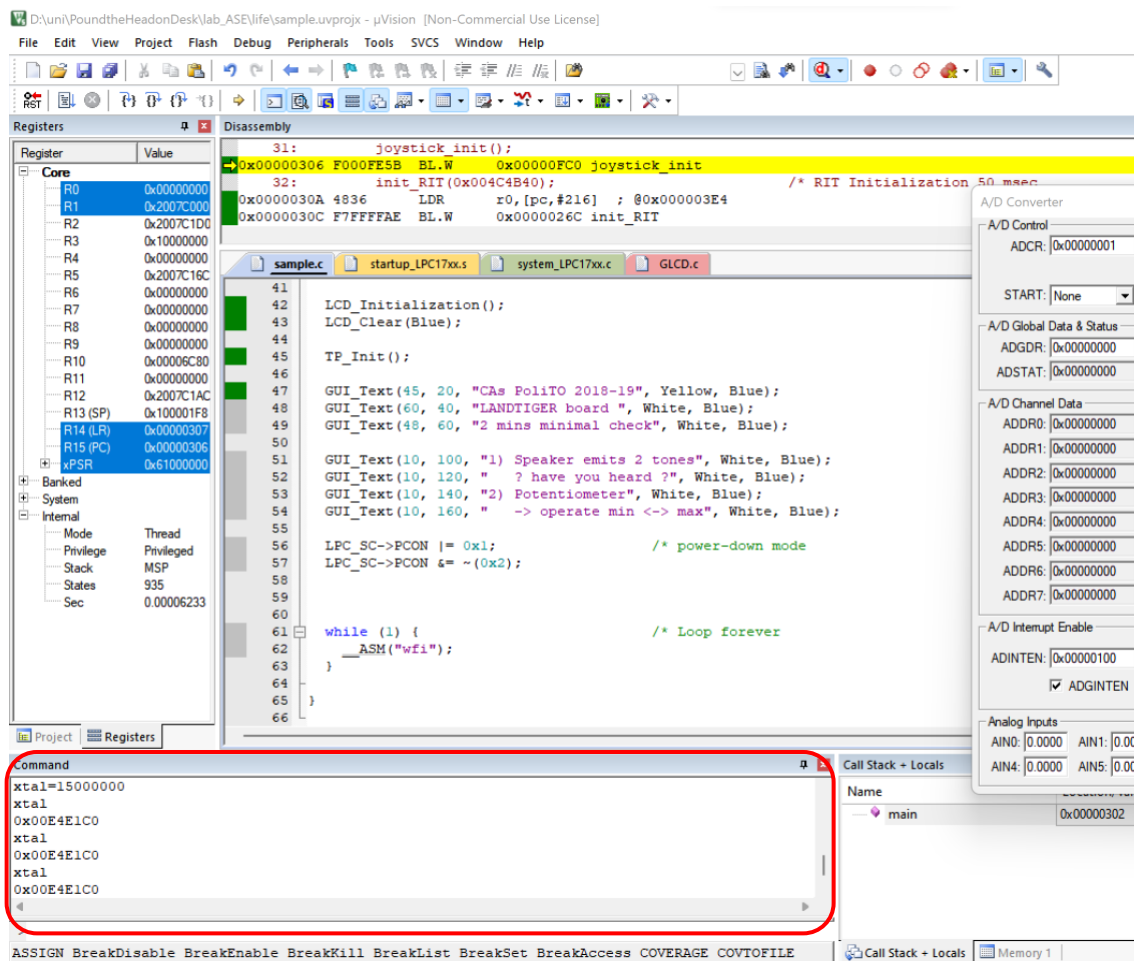 D:\uni\PoundtheHeadonDesk\lab_ASE\life\sample.uvprojx - µVision [Non-Commercial Use License]
File Edit View Project Flash Debug Peripherals Tools SVCS Window Help
RST
Registers
Register Value
Core
R0 0x00000000
R1 0x2007C000
R2 0x2007C1D0
R3 0x10000000
R4 0x00000000
R5 0x2007C16C
R6 0x00000000
R7 0x00000000
R8 0x00000000
R9 0x00000000
R10 0x00006C80
R11 0x00000000
R12 0x2007C1AC
R13 (SP) 0x100001F8
R14 (LR) 0x00000307
R15 (PC) 0x00000306
xPSR 0x61000000
Banked
System
Internal
Mode Thread
Privilege Privileged
Stack MSP
States 935
Sec 0.00006233
Project Registers
Disassembly
31: joystick_init();
0x00000306 F000FE5B BL.W 0x00000FC0 joystick_init
32: init_RIT(0x004C4B40); /* RIT Initialization 50 msec
0x0000030A 4836 LDR r0,[pc,#216] ; @0x000003E4
0x0000030C F7FFFFAE BL.W 0x0000026C init_RIT
sample.c startup_LPC17xx.s system_LPC17xx.c GLCD.c
41
42 LCD_Initialization();
43 LCD_Clear(Blue);
44
45 TP_Init();
46
47 GUI_Text(45, 20, "CAs PoliTO 2018-19", Yellow, Blue);
48 GUI_Text(60, 40, "LANDTIGER board ", White, Blue);
49 GUI_Text(48, 60, "2 mins minimal check", White, Blue);
50
51 GUI_Text(10, 100, "1) Speaker emits 2 tones", White, Blue);
52 GUI_Text(10, 120, "   ? have you heard ?", White, Blue);
53 GUI_Text(10, 140, "2) Potentiometer", White, Blue);
54 GUI_Text(10, 160, "   -> operate min <-> max", White, Blue);
55
56 LPC_SC->PCON |= 0x1; /* power-down mode
57 LPC_SC->PCON &= ~(0x2);
58
59
60
61 while (1) { /* Loop forever
62 __ASM("wfi");
63 }
64
65 }
66
A/D Converter
A/D Control
ADCR: 0x00000001
START: None
A/D Global Data & Status
ADGDR: 0x00000000
ADSTAT: 0x00000000
A/D Channel Data
ADDR0: 0x00000000
ADDR1: 0x00000000
ADDR2: 0x00000000
ADDR3: 0x00000000
ADDR4: 0x00000000
ADDR5: 0x00000000
ADDR6: 0x00000000
ADDR7: 0x00000000
A/D Interrupt Enable
ADINTEN: 0x00000100
ADGINTEN
Analog Inputs
AIN0: 0.0000 AIN1: 0.00
AIN4: 0.0000 AIN5: 0.00
Command
xtal=15000000
xtal
0x00E4E1C0
xtal
0x00E4E1C0
xtal
0x00E4E1C0
>
ASSIGN BreakDisable BreakEnable BreakKill BreakList BreakSet BreakAccess COVERAGE COVTOFILE
Call Stack + Locals
Name
main 0x00000302
Call Stack + Locals Memory 1